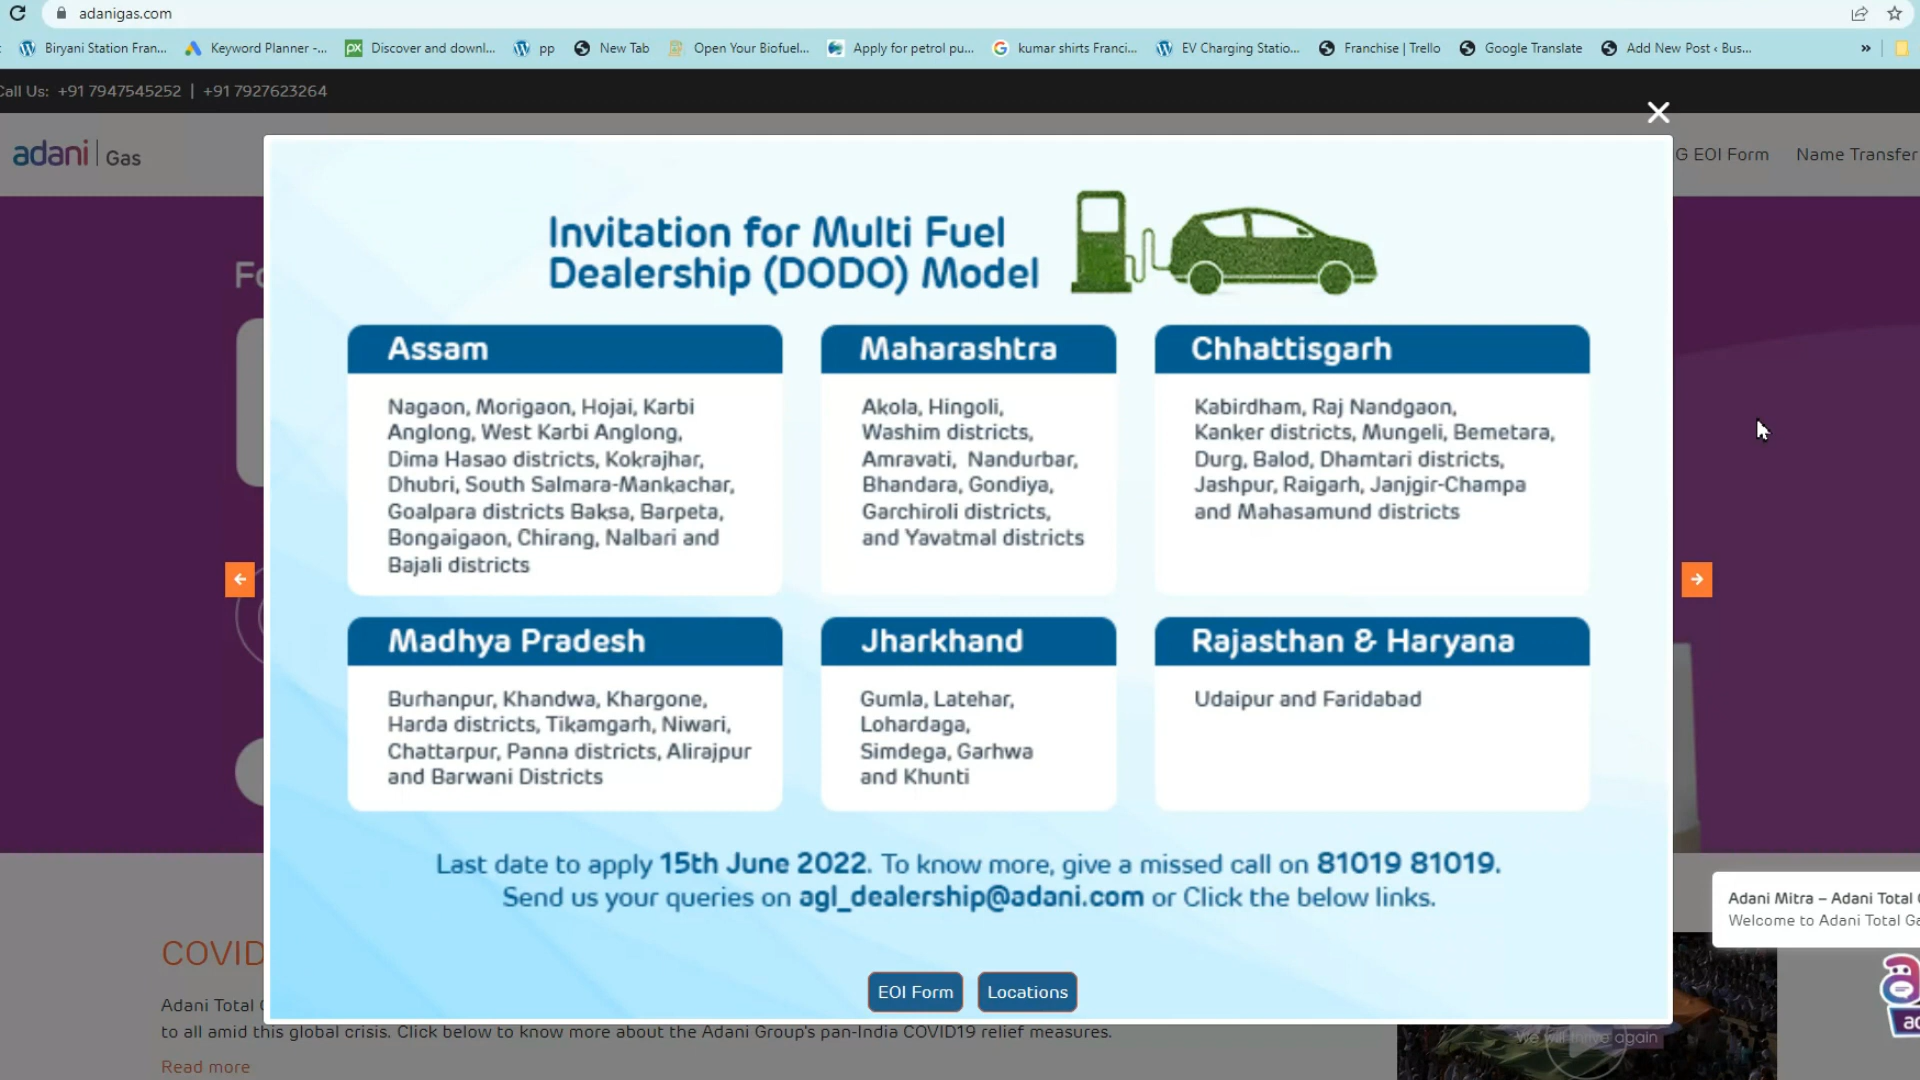 adanigas.com
Biryani Station Fran... Keyword Planner -... Discover and downl... pp New Tab Open Your Biofuel... Apply for petrol pu... kumar shirts Franci... EV Charging Statio... Franchise | Trello Google Translate Add New Post ‹ Bus... »
Call Us: +91 7947545252 | +91 7927623264
adani | Gas
G EOI Form Name Transfer
Invitation for Multi Fuel
Dealership (DODO) Model
Assam
Nagaon, Morigaon, Hojai, Karbi
Anglong, West Karbi Anglong,
Dima Hasao districts, Kokrajhar,
Dhubri, South Salmara-Mankachar,
Goalpara districts Baksa, Barpeta,
Bongaigaon, Chirang, Nalbari and
Bajali districts
Maharashtra
Akola, Hingoli,
Washim districts,
Amravati, Nandurbar,
Bhandara, Gondiya,
Garchiroli districts,
and Yavatmal districts
Chhattisgarh
Kabirdham, Raj Nandgaon,
Kanker districts, Mungeli, Bemetara,
Durg, Balod, Dhamtari districts,
Jashpur, Raigarh, Janjgir-Champa
and Mahasamund districts
Madhya Pradesh
Burhanpur, Khandwa, Khargone,
Harda districts, Tikamgarh, Niwari,
Chattarpur, Panna districts, Alirajpur
and Barwani Districts
Jharkhand
Gumla, Latehar,
Lohardaga,
Simdega, Garhwa
and Khunti
Rajasthan & Haryana
Udaipur and Faridabad
Last date to apply 15th June 2022. To know more, give a missed call on 81019 81019.
Send us your queries on agl_dealership@adani.com or Click the below links.
EOI Form Locations
Adani Mitra – Adani Total
Welcome to Adani Total Ga
COVID
Adani Total
to all amid this global crisis. Click below to know more about the Adani Group's pan-India COVID19 relief measures.
Read more
We will thrive again